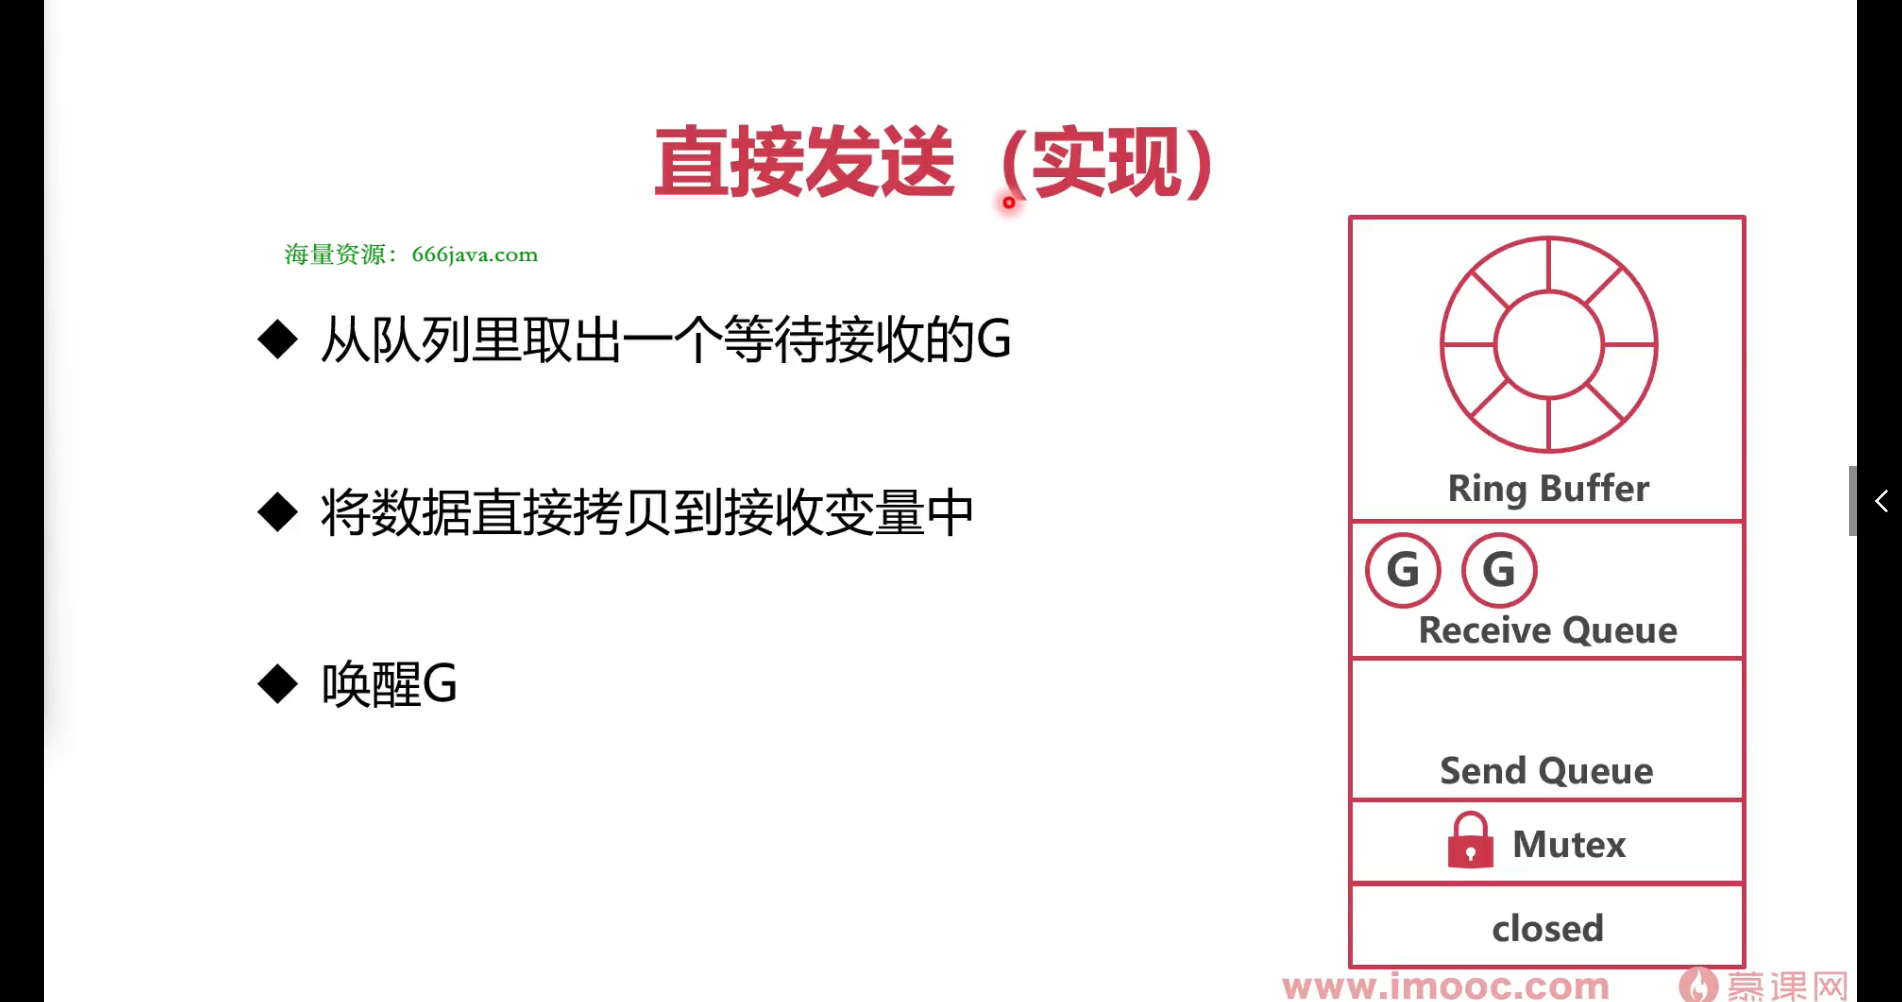 直接发送（实现）
海量资源：666java.com
◆ 从队列里取出一个等待接收的G
◆ 将数据直接拷贝到接收变量中
◆ 唤醒G
Ring Buffer
G G
Receive Queue
Send Queue
Mutex
closed
www.imooc.com 慕课网